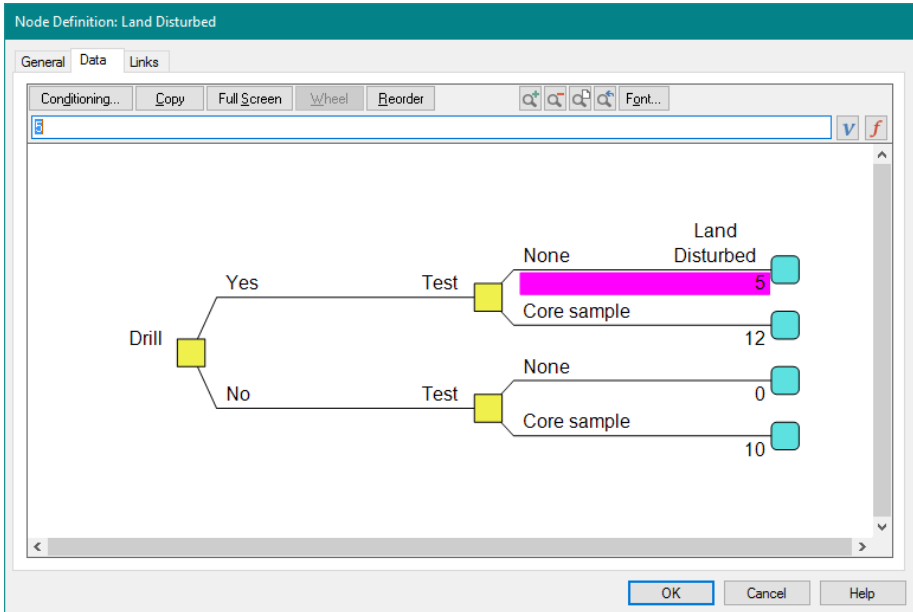 Node Definition: Land Disturbed
General Data Links
Conditioning... Copy Full Screen Wheel Reorder Font...
5 v f
Land
None Disturbed
Yes Test 5
Core sample
Drill 12
None
No Test 0
Core sample
10
OK Cancel Help